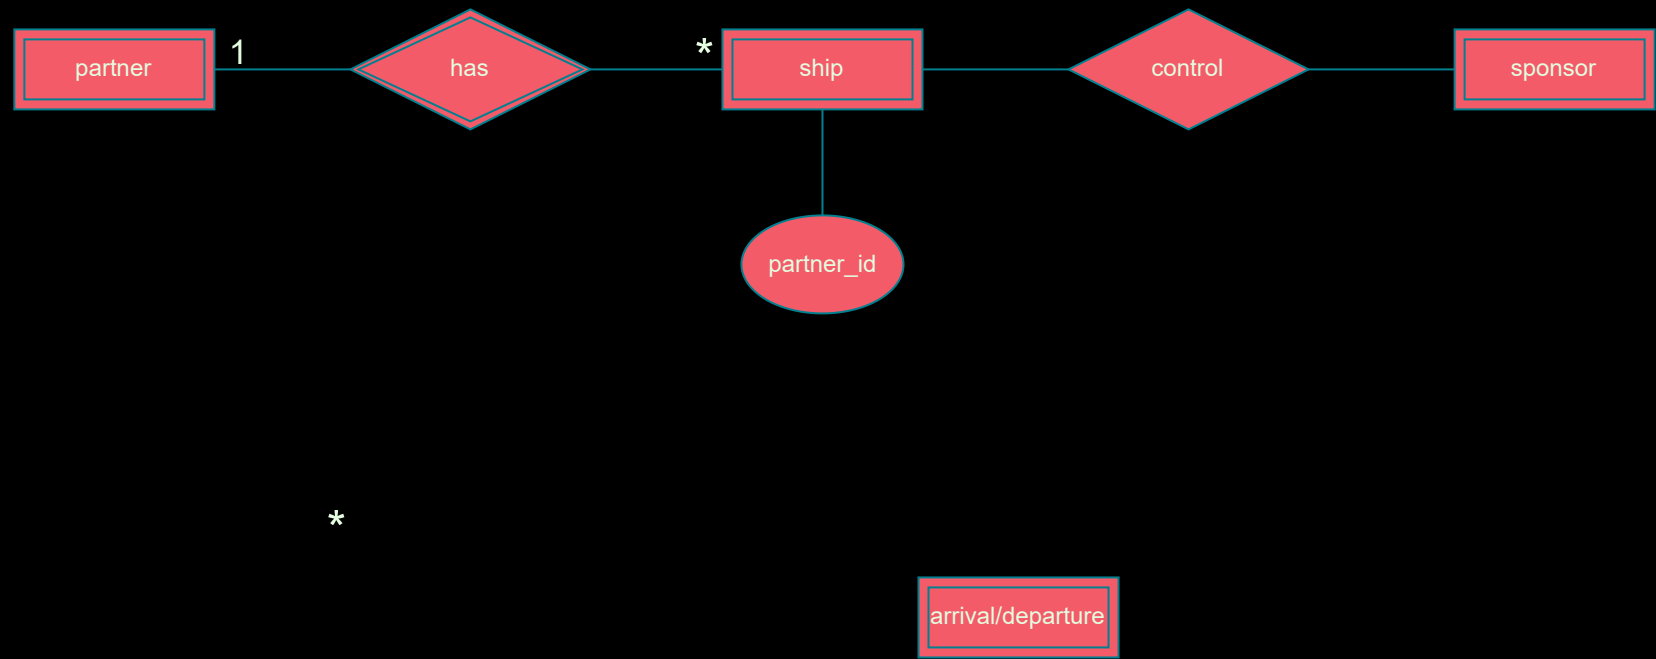 partner
1
has
*
ship
control
sponsor
partner_id
*
arrival/departure